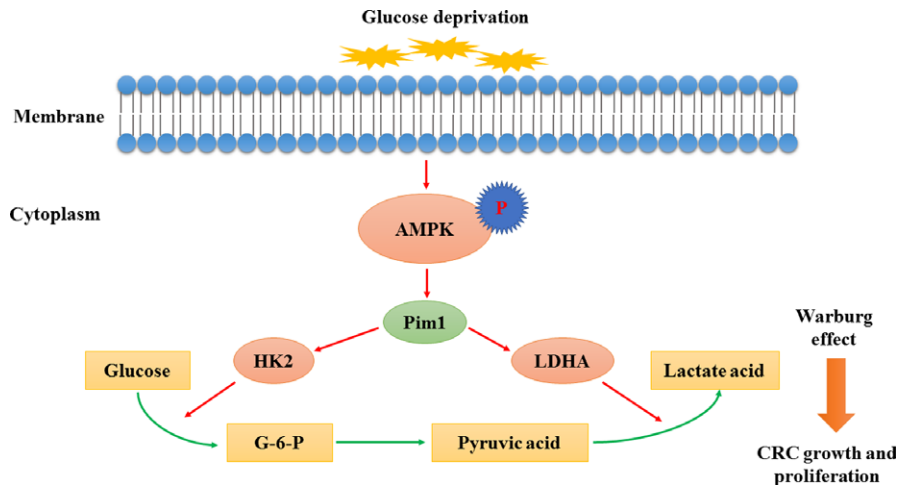 Glucose deprivation
Membrane
Cytoplasm
P
AMPK
Pim1
Warburg
effect
HK2
LDHA
Glucose
Lactate acid
G-6-P
Pyruvic acid
CRC growth and
proliferation